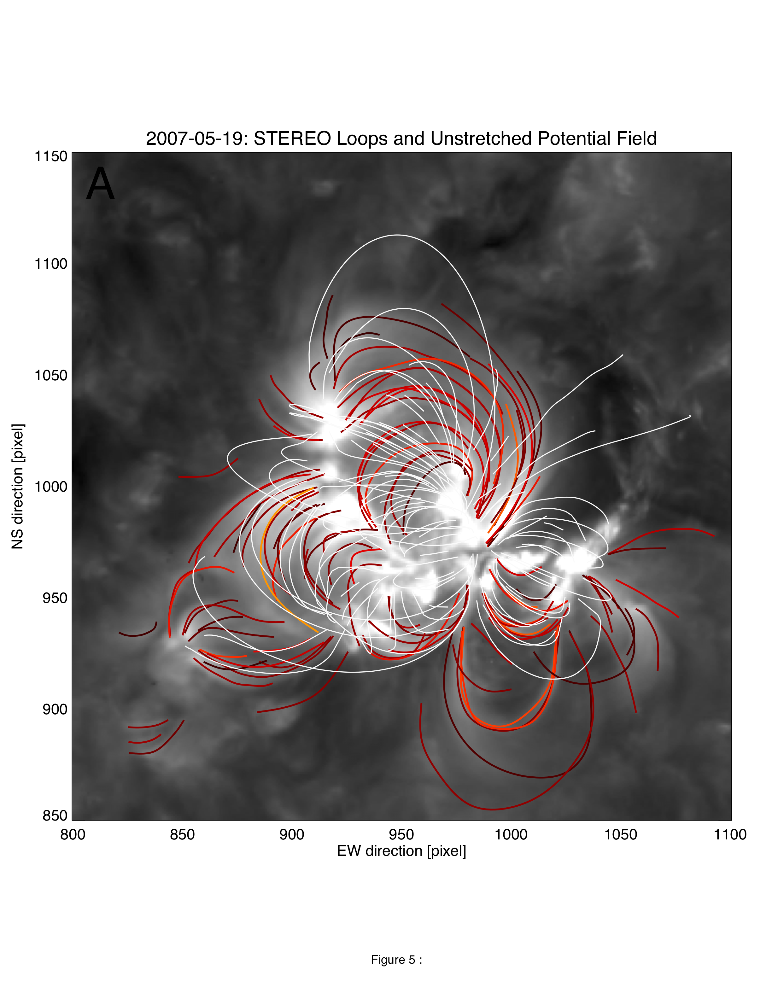 2007-05-19: STEREO Loops and Unstretched Potential Field
A
1150
1100
1050
1000
950
900
850
NS direction [pixel]
800 850 900 950 1000 1050 1100
EW direction [pixel]
Figure 5 :